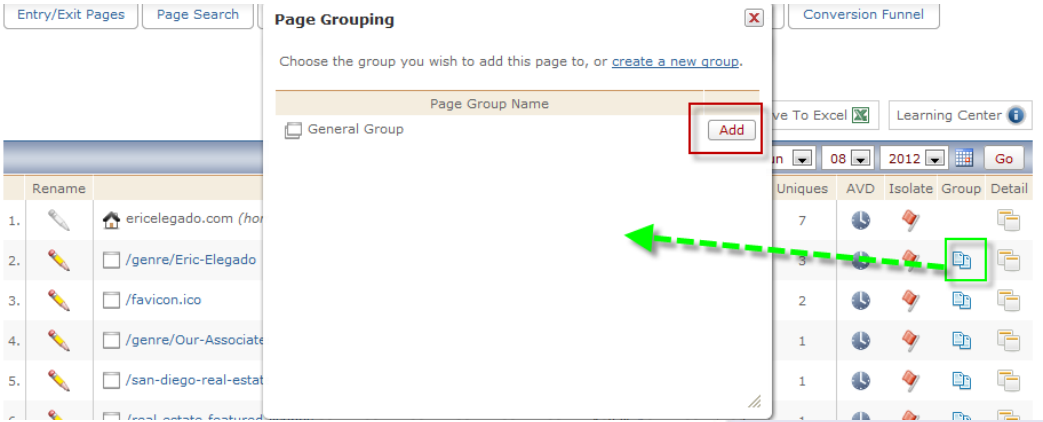 Entry/Exit Pages Page Search Conversion Funnel
Page Grouping
Choose the group you wish to add this page to, or create a new group.
Page Group Name
General Group Add
ve To Excel Learning Center
08 2012 Go
Rename Uniques AVD Isolate Group Detail
1. ericelegado.com (hor 7
2. /genre/Eric-Elegado 3
3. /favicon.ico 2
4. /genre/Our-Associate 1
5. /san-diego-real-estat 1